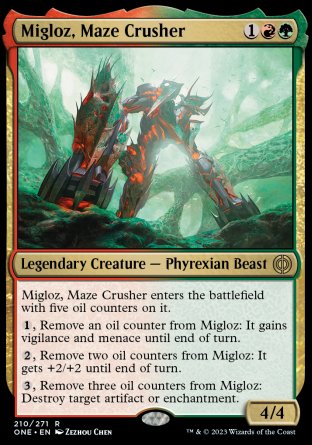 Migloz, Maze Crusher 1
Legendary Creature — Phyrexian Beast
Migloz, Maze Crusher enters the battlefield
with five oil counters on it.
1, Remove an oil counter from Migloz: It gains
vigilance and menace until end of turn.
2, Remove two oil counters from Migloz: It
gets +2/+2 until end of turn.
3, Remove three oil counters from Migloz:
Destroy target artifact or enchantment.
4/4
210/271 R
ONE • EN Zezhou Chen ™ & © 2023 Wizards of the Coast